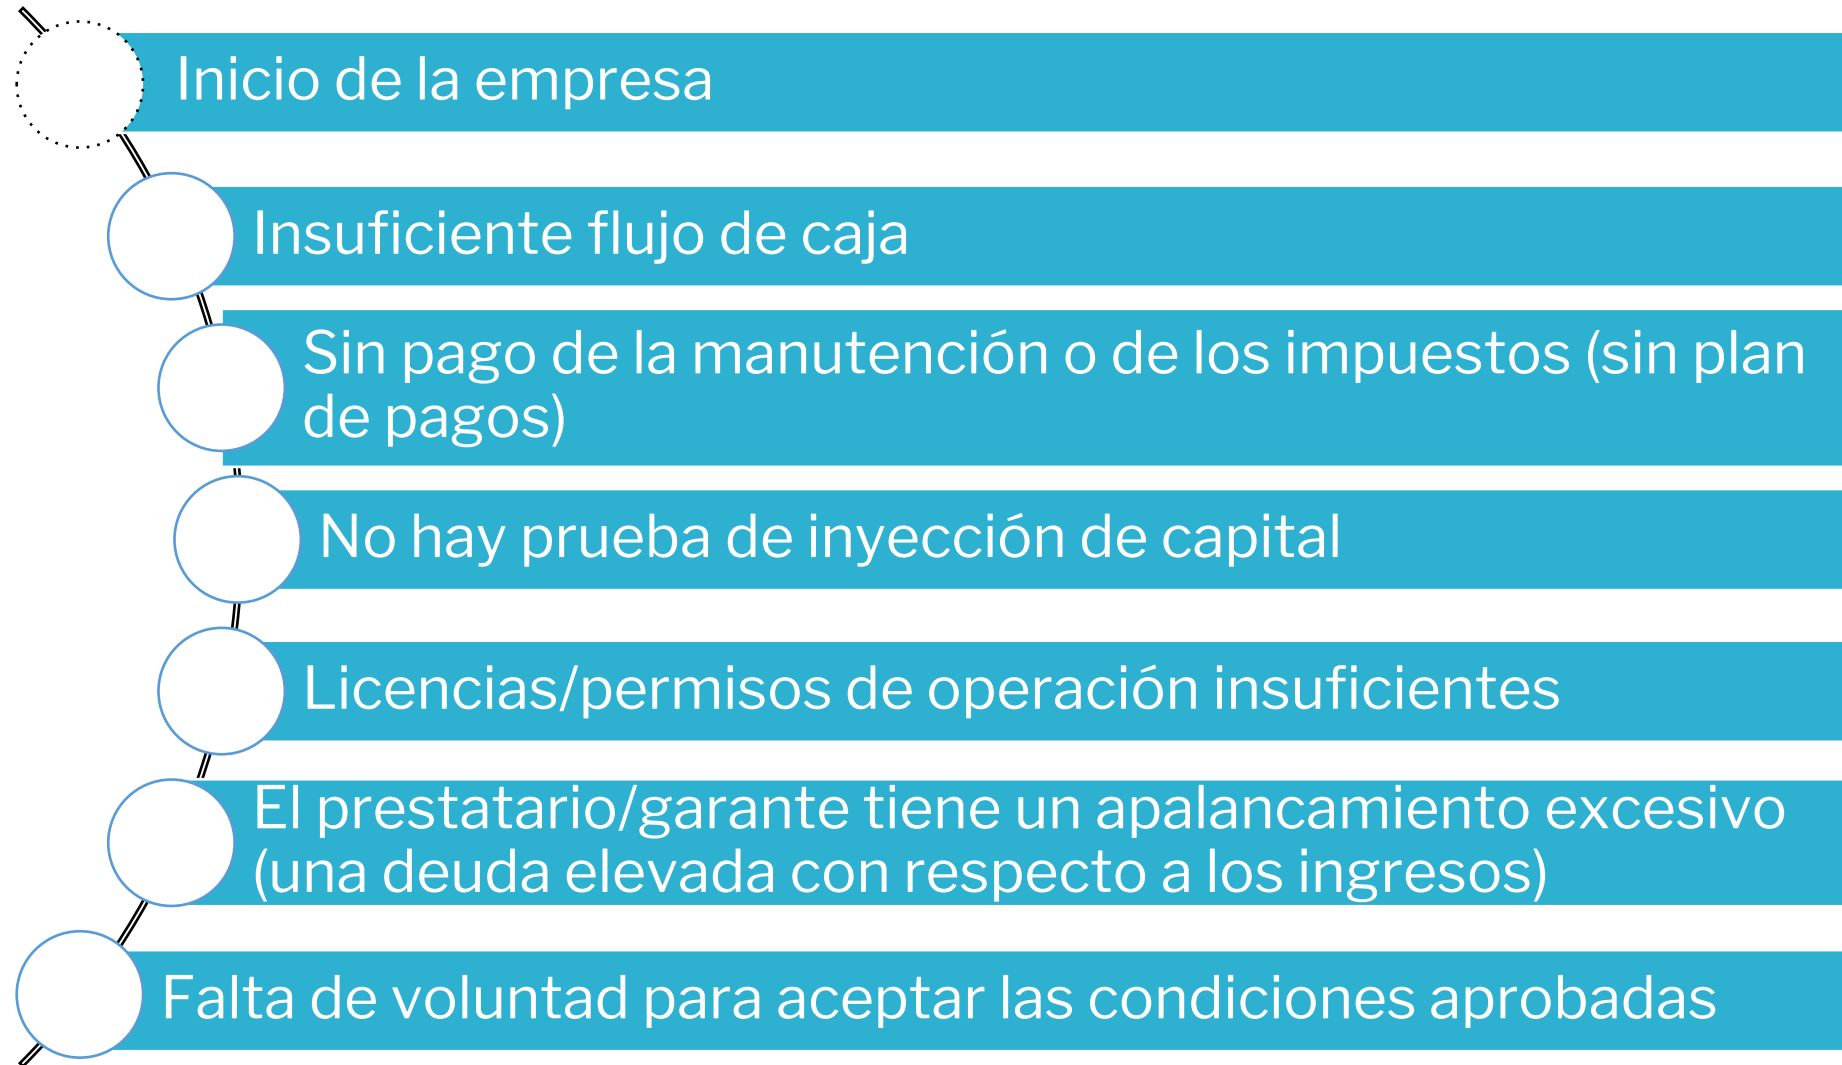 Inicio de la empresa
Insuficiente flujo de caja
Sin pago de la manutención o de los impuestos (sin plan
de pagos)
No hay prueba de inyección de capital
Licencias/permisos de operación insuficientes
El prestatario/garante tiene un apalancamiento excesivo
(una deuda elevada con respecto a los ingresos)
Falta de voluntad para aceptar las condiciones aprobadas